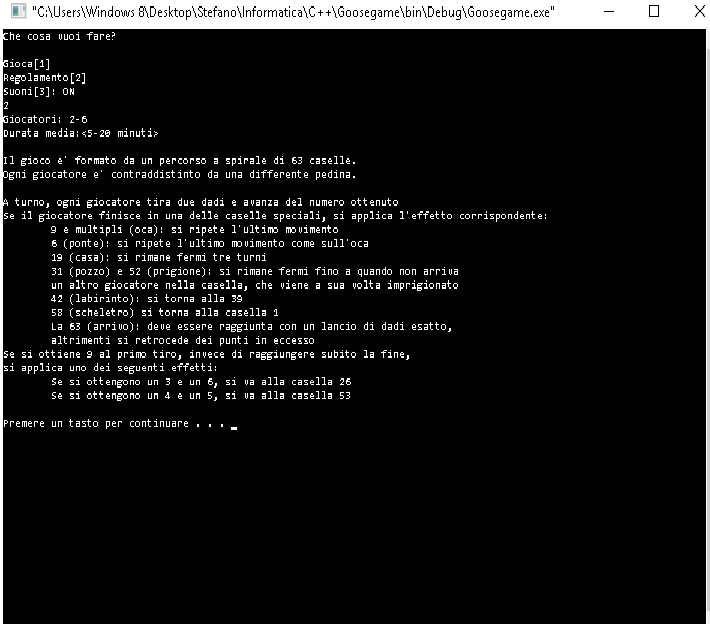 "C:\Users\Windows 8\Desktop\Stefano\Informatica\C++\Goosegame\bin\Debug\Goosegame.exe"
Che cosa vuoi fare?
Gioca[1]
Regolamento[2]
Suoni[3]: ON
2
Giocatori: 2-6
Durata media:<5-20 minuti>
Il gioco e' formato da un percorso a spirale di 63 caselle.
Ogni giocatore e' contraddistinto da una differente pedina.
A turno, ogni giocatore tira due dadi e avanza del numero ottenuto
Se il giocatore finisce in una delle caselle speciali, si applica l'effetto corrispondente:
9 e multipli (oca): si ripete l'ultimo movimento
6 (ponte): si ripete l'ultimo movimento come sull'oca
19 (casa): si rimane fermi tre turni
31 (pozzo) e 52 (prigione): si rimane fermi fino a quando non arriva
un altro giocatore nella casella, che viene a sua volta imprigionato
42 (labirinto): si torna alla 39
58 (scheletro) si torna alla casella 1
La 63 (arrivo): deve essere raggiunta con un lancio di dadi esatto,
altrimenti si retrocede dei punti in eccesso
Se si ottiene 9 al primo tiro, invece di raggiungere subito la fine,
si applica uno dei seguenti effetti:
Se si ottengono un 3 e un 6, si va alla casella 26
Se si ottengono un 4 e un 5, si va alla casella 53
Premere un tasto per continuare . . . _